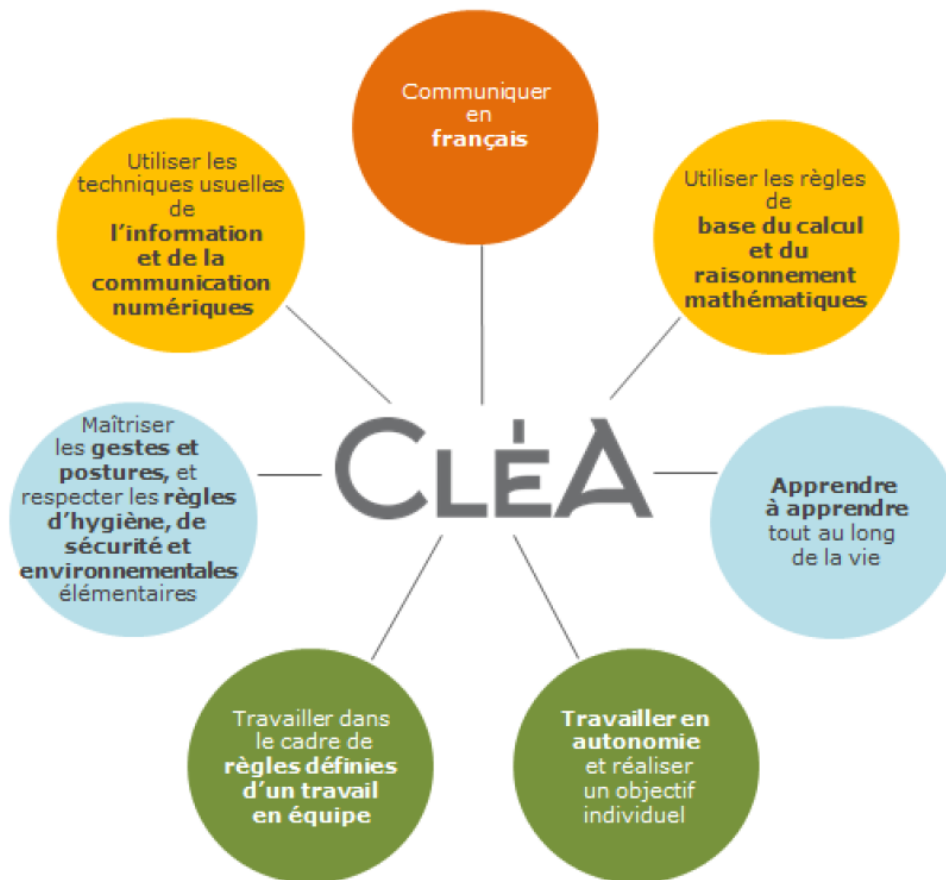 Communiquer
en
français
Utiliser les
techniques usuelles
de
l’information
et de la
communication
numériques
Utiliser les règles
de
base du calcul
et du
raisonnement
mathématiques
CLÉA
Maîtriser
les gestes et
postures, et
respecter les règles
d’hygiène, de
sécurité et
environnementales
élémentaires
Apprendre
à apprendre
tout au long
de la vie
Travailler dans
le cadre de
règles définies
d’un travail
en équipe
Travailler en
autonomie
et réaliser
un objectif
individuel